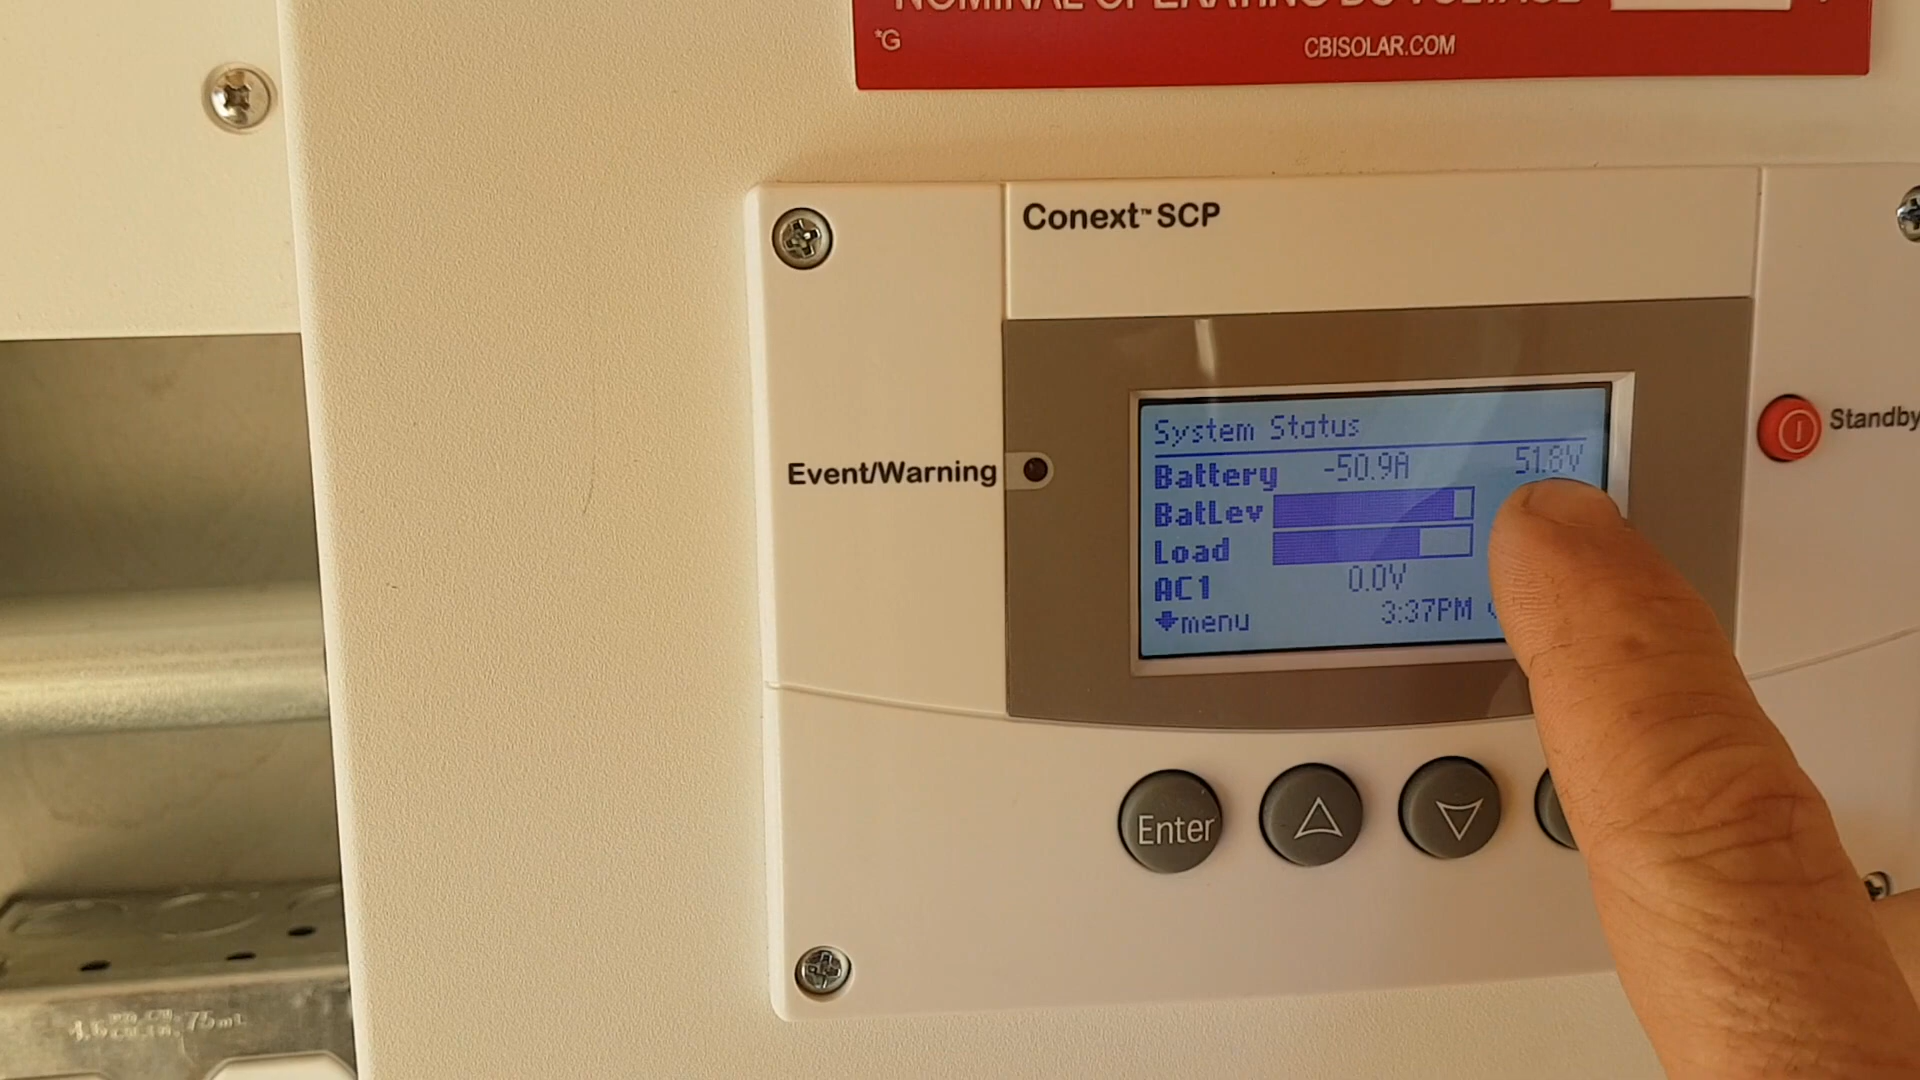 NOMINAL OPERATING DC VOLTAGE
*G
CBISOLAR.COM
Conext™ SCP
Event/Warning
Standby
System Status
Battery -50.9A 51.8V
BatLev
Load
AC1 0.0V
menu 3:37PM
Enter